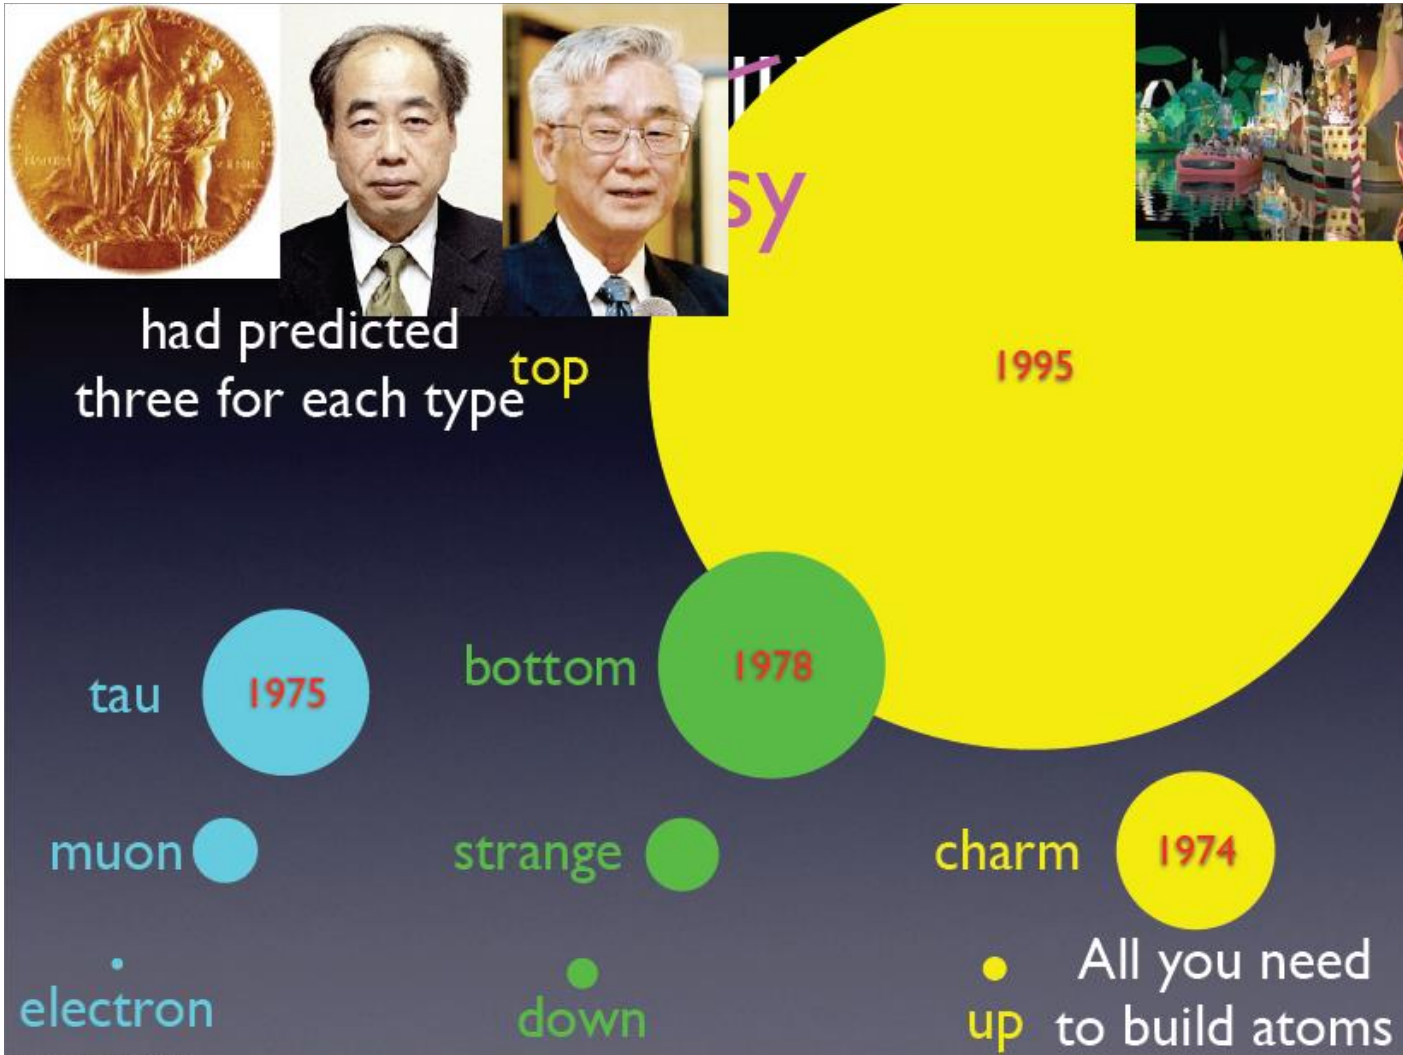 sy
had predicted
three for each type
top
1995
tau
1975
bottom
1978
muon
strange
charm
1974
electron
down
up
All you need
to build atoms